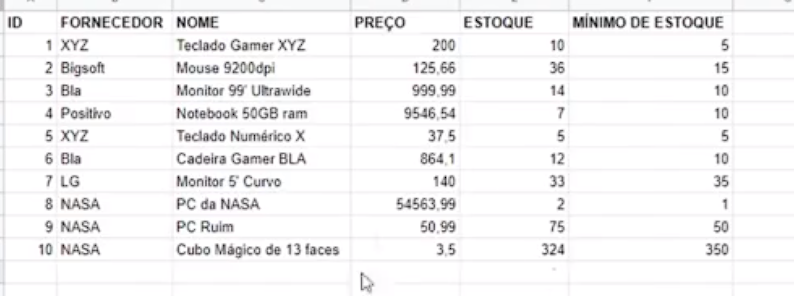 ID FORNECEDOR NOME PREÇO ESTOQUE MÍNIMO DE ESTOQUE
1 XYZ Teclado Gamer XYZ 200 10 5
2 Bigsoft Mouse 9200dpi 125,66 36 15
3 Bla Monitor 99' Ultrawide 999,99 14 10
4 Positivo Notebook 50GB ram 9546,54 7 10
5 XYZ Teclado Numérico X 37,5 5 5
6 Bla Cadeira Gamer BLA 864,1 12 10
7 LG Monitor 5' Curvo 140 33 35
8 NASA PC da NASA 54563,99 2 1
9 NASA PC Ruim 50,99 75 50
10 NASA Cubo Mágico de 13 faces 3,5 324 350